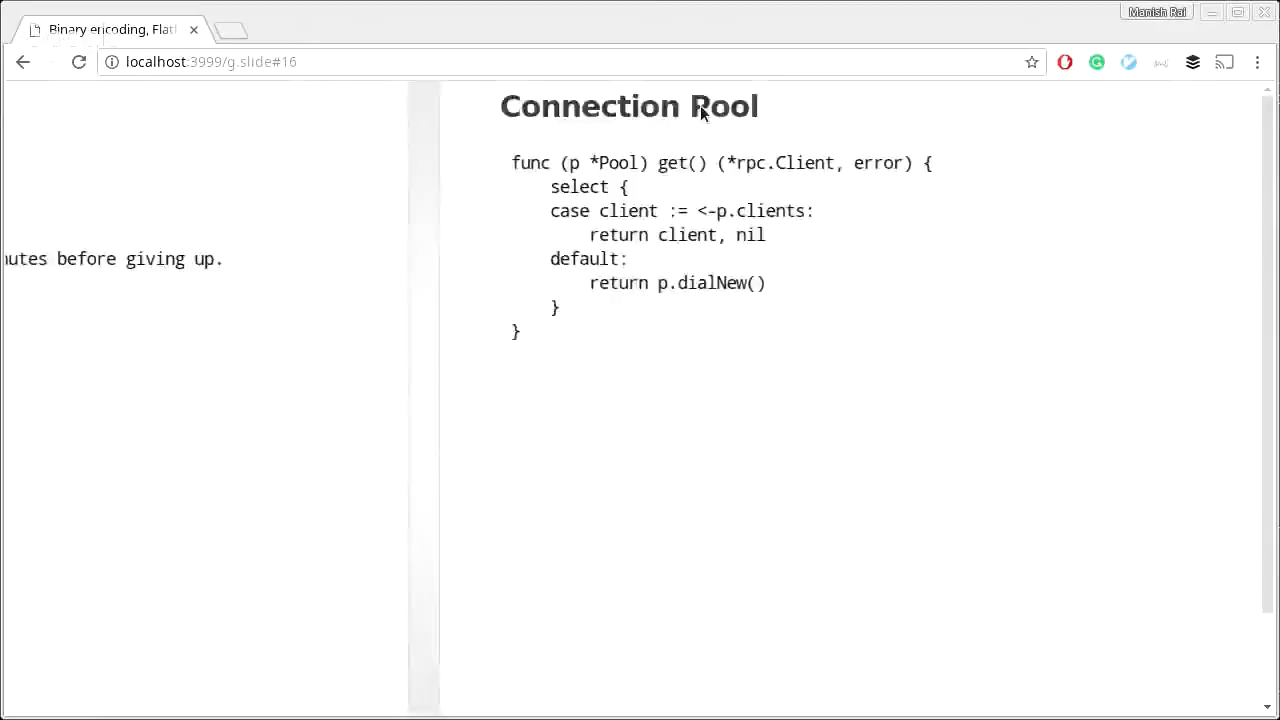 Manish Rai
Binary encoding, Flat
localhost:3999/g.slide#16
Connection Pool
func (p *Pool) get() (*rpc.Client, error) {
    select {
    case client := <-p.clients:
        return client, nil
    default:
        return p.dialNew()
    }
}
before giving up.